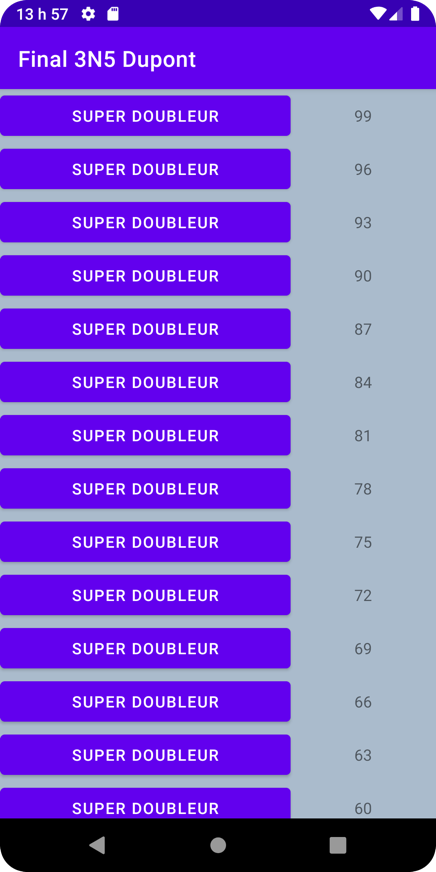 13 h 57
Final 3N5 Dupont
SUPER DOUBLEUR 99
SUPER DOUBLEUR 96
SUPER DOUBLEUR 93
SUPER DOUBLEUR 90
SUPER DOUBLEUR 87
SUPER DOUBLEUR 84
SUPER DOUBLEUR 81
SUPER DOUBLEUR 78
SUPER DOUBLEUR 75
SUPER DOUBLEUR 72
SUPER DOUBLEUR 69
SUPER DOUBLEUR 66
SUPER DOUBLEUR 63
SUPER DOUBLEUR 60